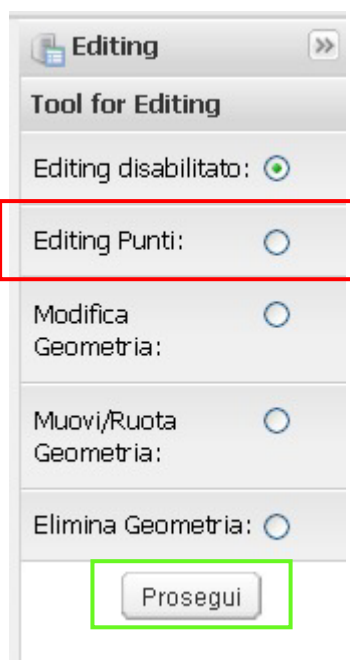 Editing
Tool for Editing
Editing disabilitato:
Editing Punti:
Modifica
Geometria:
Muovi/Ruota
Geometria:
Elimina Geometria:
Prosegui